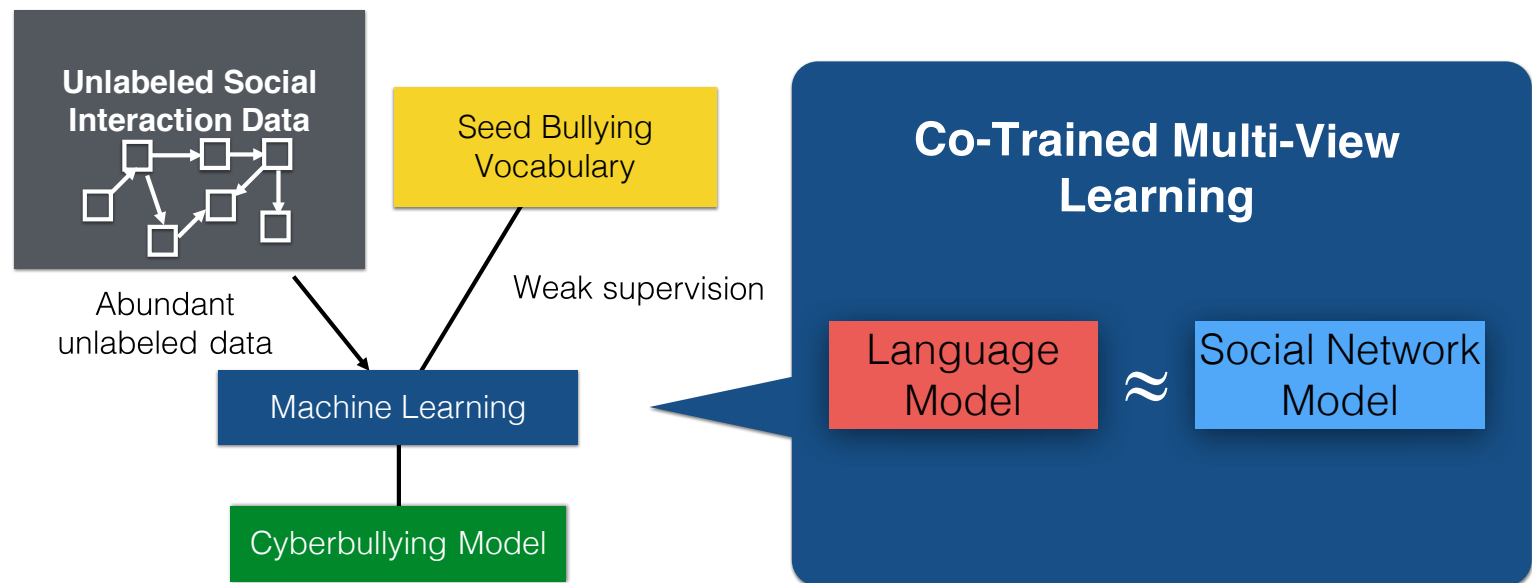 Unlabeled Social
Interaction Data
Seed Bullying
Vocabulary
Abundant
unlabeled data
Weak supervision
Machine Learning
Cyberbullying Model
Co-Trained Multi-View
Learning
Language
Model
≈
Social Network
Model